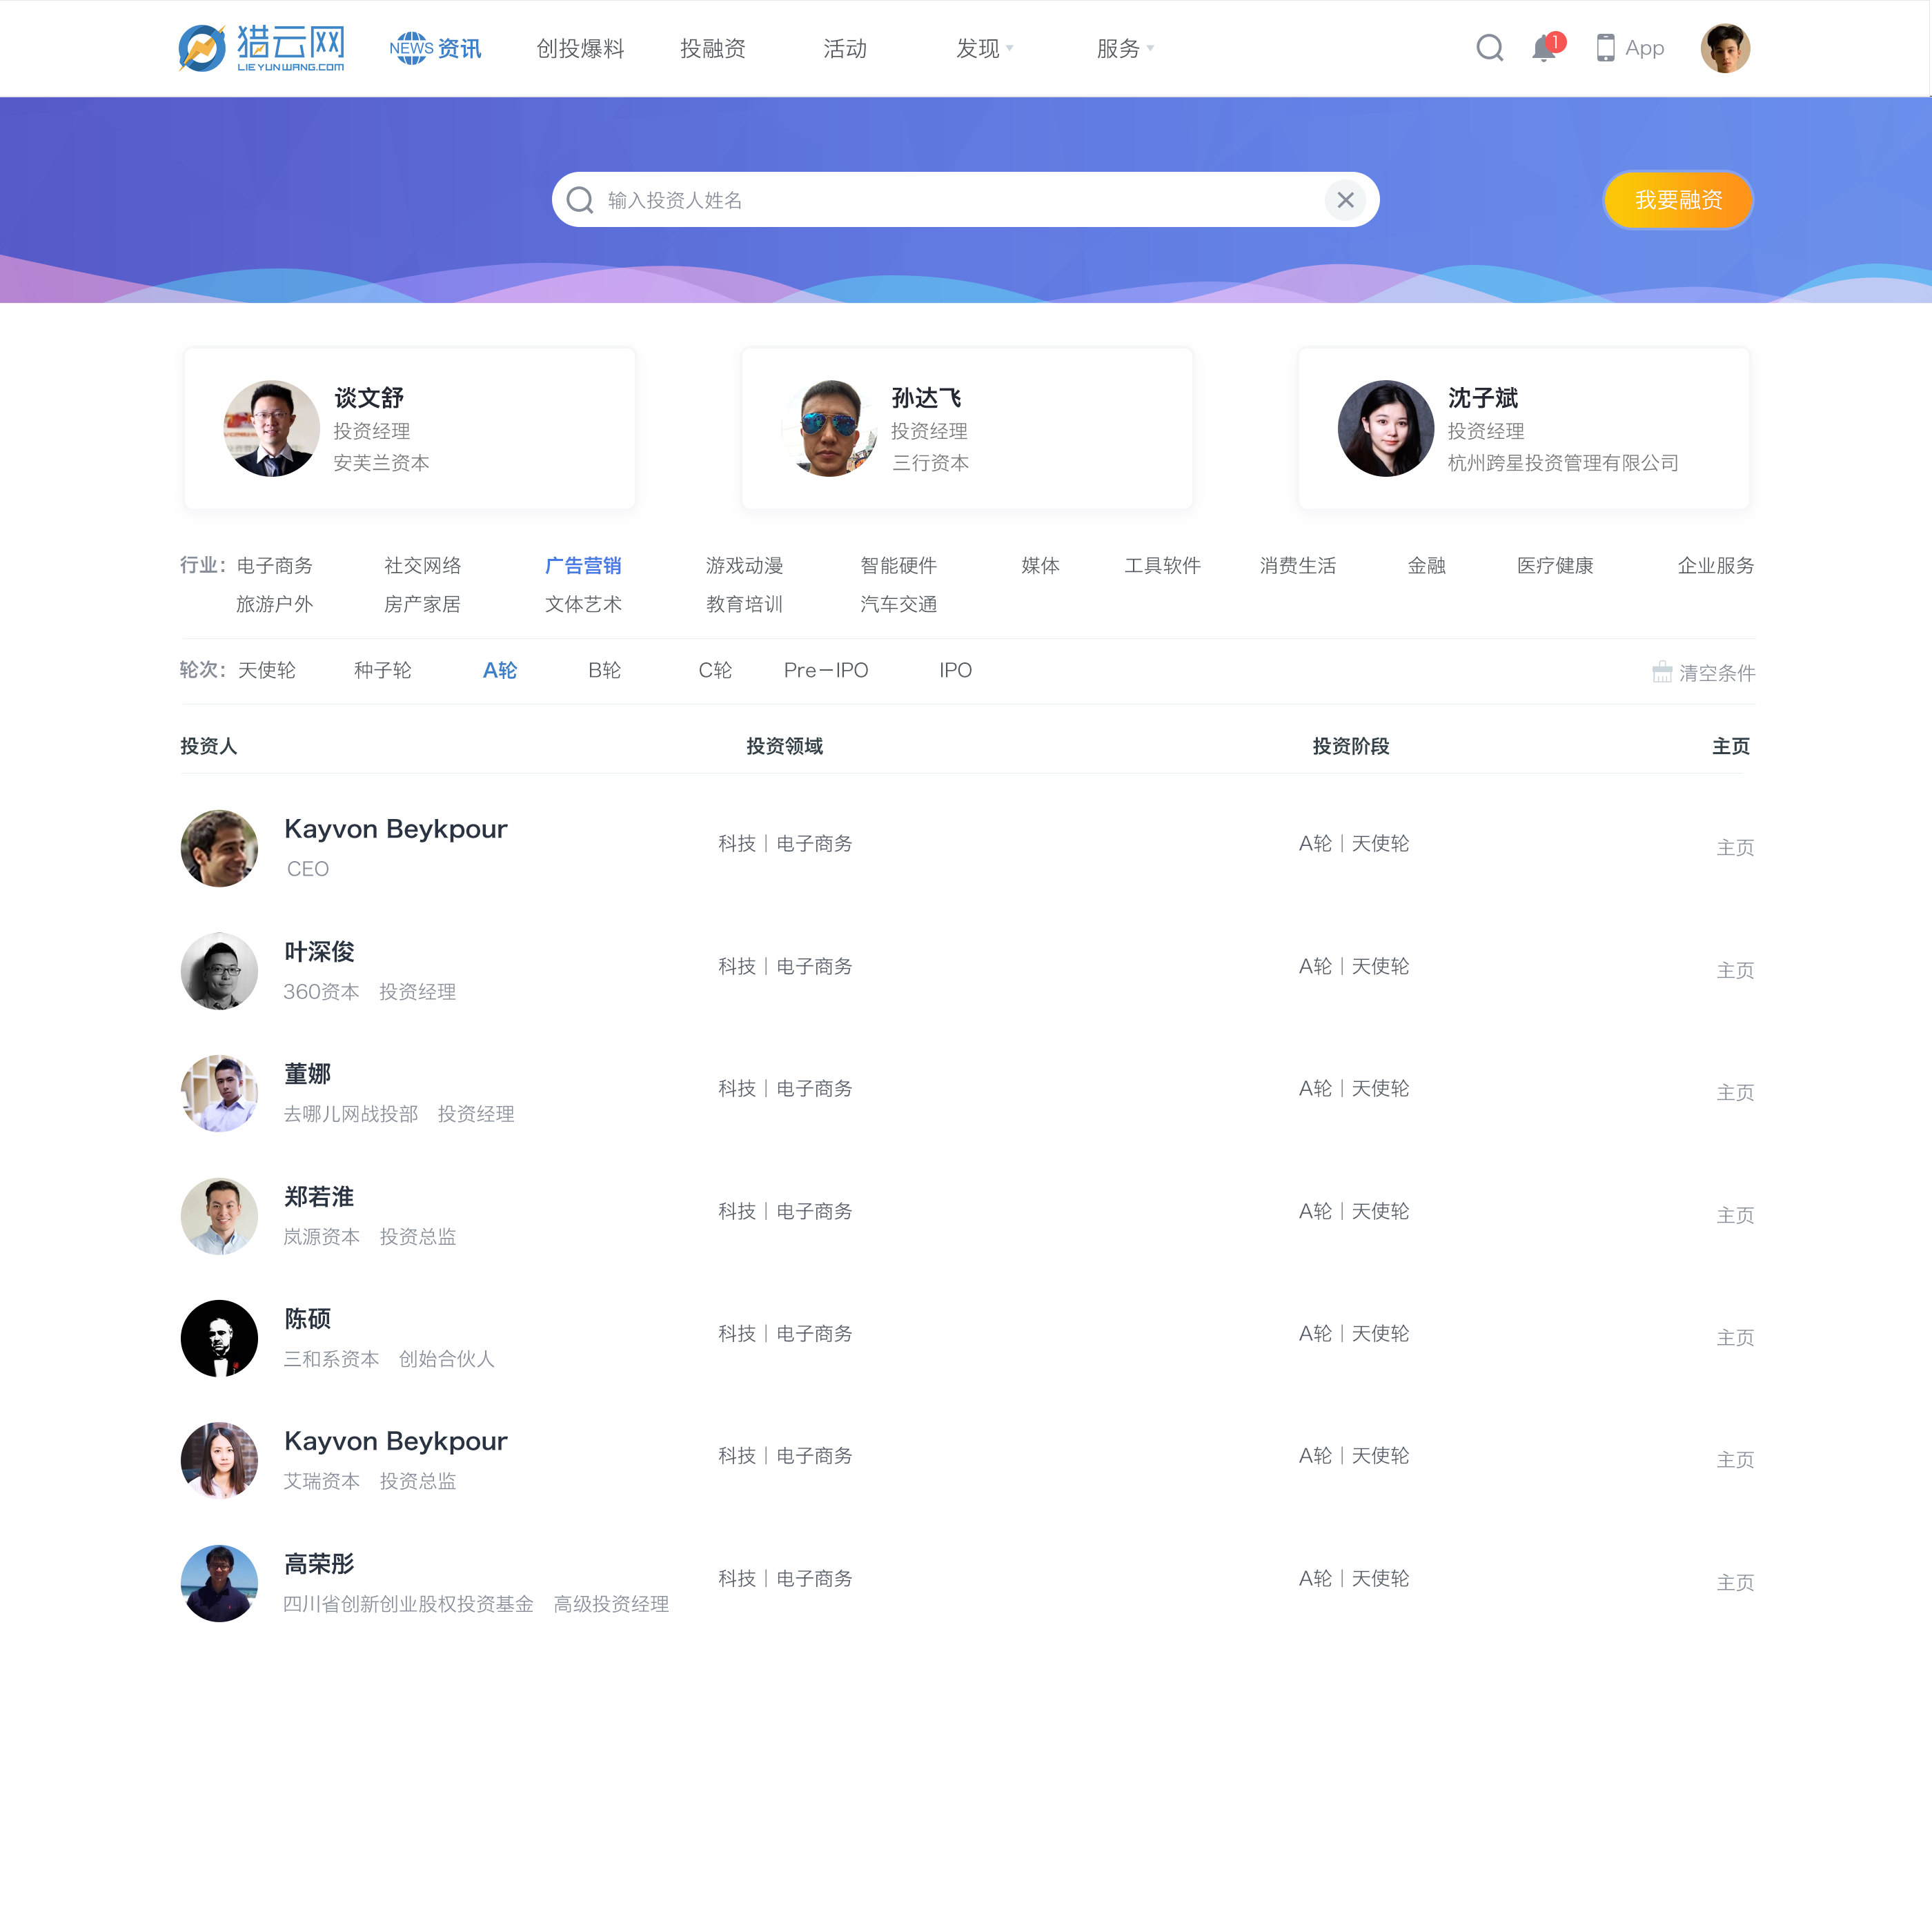 猎云网
LIEYUNWANG.COM
NEWS 资讯
创投爆料
投融资
活动
发现
服务
1
App
输入投资人姓名
我要融资
谈文舒
投资经理
安芙兰资本
孙达飞
投资经理
三行资本
沈子斌
投资经理
杭州跨星投资管理有限公司
行业： 电子商务 社交网络 广告营销 游戏动漫 智能硬件 媒体 工具软件 消费生活 金融 医疗健康 企业服务
旅游户外 房产家居 文体艺术 教育培训 汽车交通
轮次： 天使轮 种子轮 A轮 B轮 C轮 Pre－IPO IPO
清空条件
投资人 投资领域 投资阶段 主页
Kayvon Beykpour
CEO
科技｜电子商务
A轮｜天使轮
主页
叶深俊
360资本 投资经理
科技｜电子商务
A轮｜天使轮
主页
董娜
去哪儿网战投部 投资经理
科技｜电子商务
A轮｜天使轮
主页
郑若淮
岚源资本 投资总监
科技｜电子商务
A轮｜天使轮
主页
陈硕
三和系资本 创始合伙人
科技｜电子商务
A轮｜天使轮
主页
Kayvon Beykpour
艾瑞资本 投资总监
科技｜电子商务
A轮｜天使轮
主页
高荣彤
四川省创新创业股权投资基金 高级投资经理
科技｜电子商务
A轮｜天使轮
主页